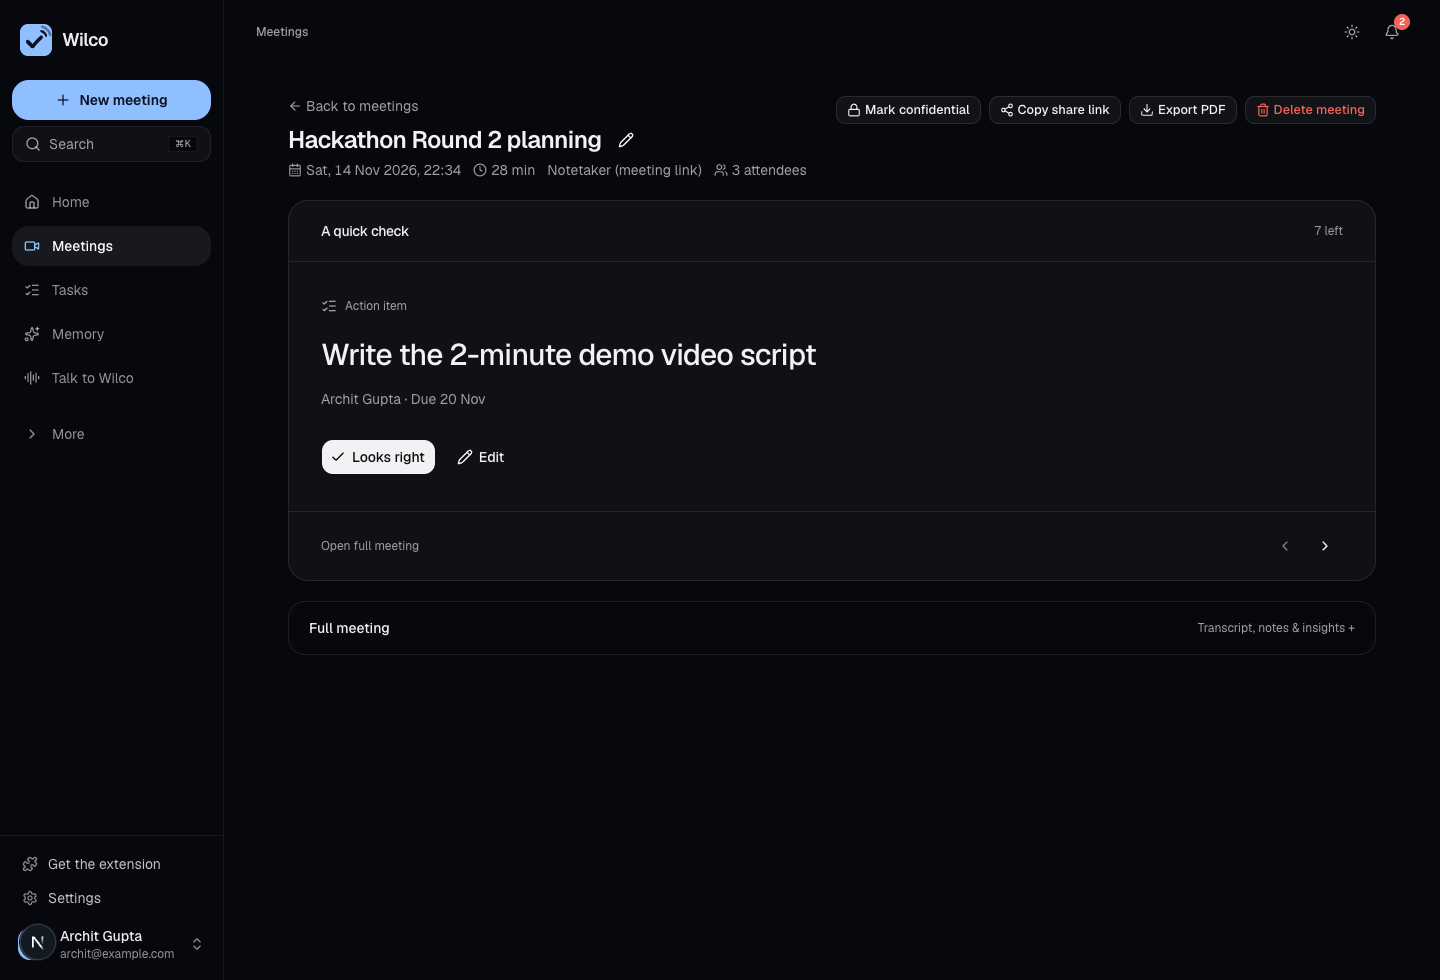 Wilco
New meeting
Search ⌘K
Home
Meetings
Tasks
Memory
Talk to Wilco
More
Get the extension
Settings
N
Archit Gupta
archit@example.com
Meetings
2
Back to meetings
Mark confidential
Copy share link
Export PDF
Delete meeting
Hackathon Round 2 planning
Sat, 14 Nov 2026, 22:34 28 min Notetaker (meeting link) 3 attendees
A quick check 7 left
Action item
Write the 2-minute demo video script
Archit Gupta · Due 20 Nov
Looks right Edit
Open full meeting
Full meeting Transcript, notes & insights +